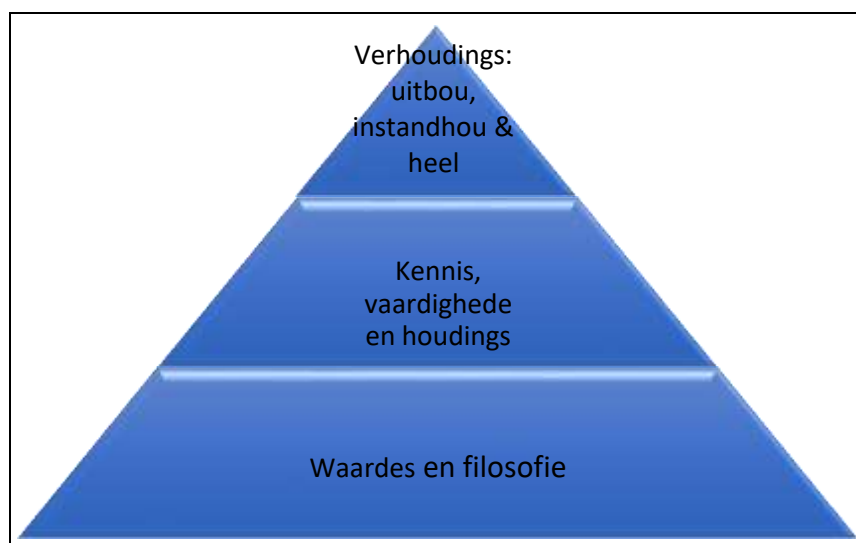 Verhoudings:
uitbou,
instandhou &
heel
Kennis,
vaardighede
en houdings
Waardes en filosofie